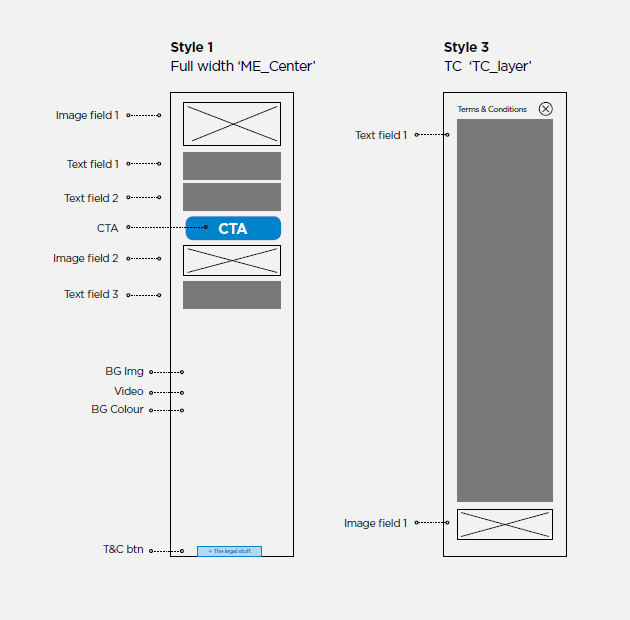 Style 1
Full width ‘ME_Center’
Image field 1
Text field 1
Text field 2
CTA
CTA
Image field 2
Text field 3
BG Img
Video
BG Colour
T&C btn
+ The legal stuff.
Style 3
TC ‘TC_layer’
Terms & Conditions
Text field 1
Image field 1